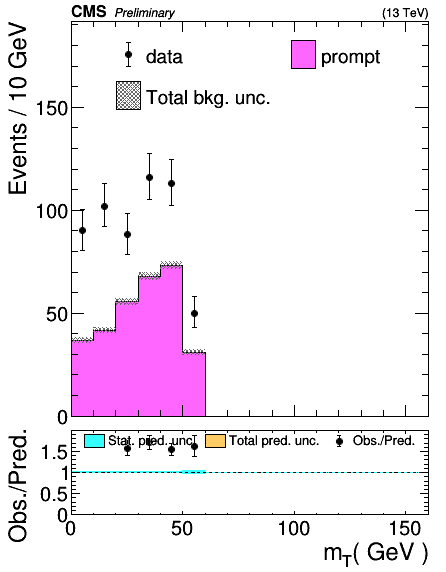 CMS Preliminary (13 TeV)
Events / 10 GeV
data
prompt
Total bkg. unc.
150
100
50
0
Obs./Pred.
Stat. pred. unc.
Total pred. unc.
Obs./Pred.
1.5
1
0.5
0
0 50 100 150
m_T( GeV )